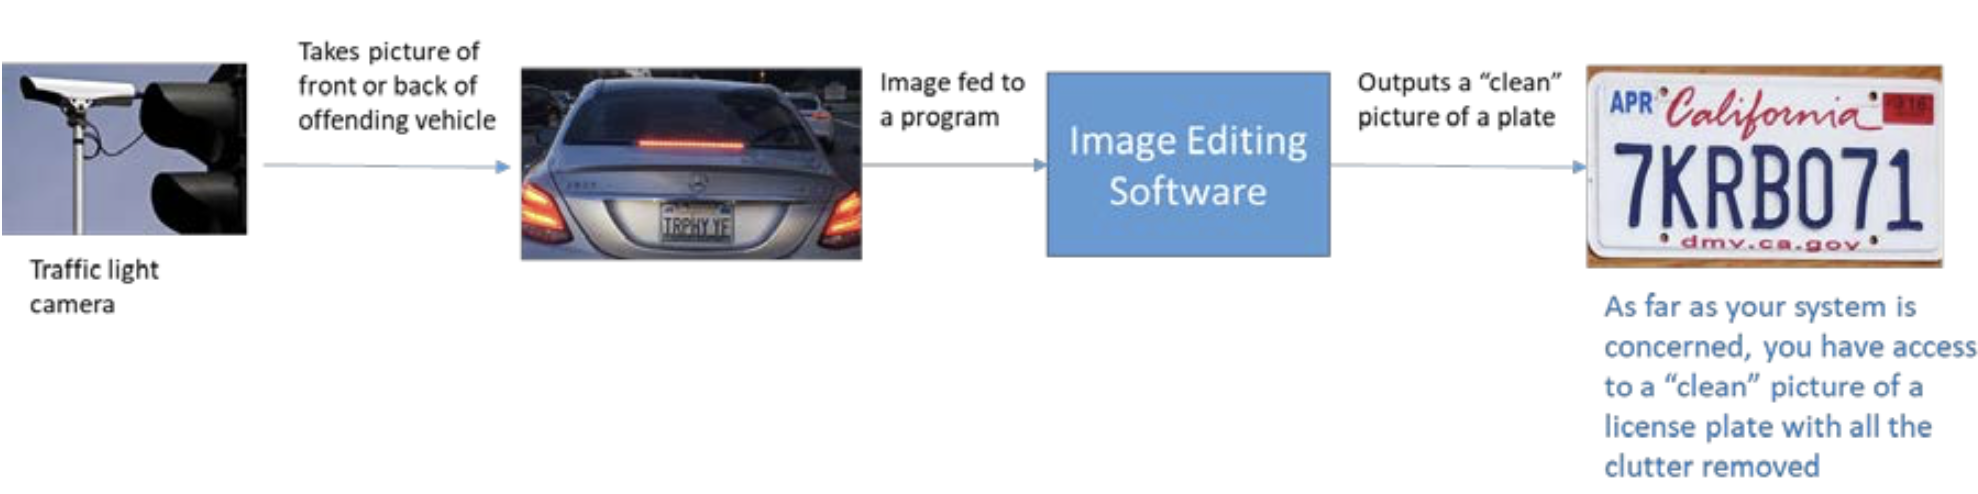 Takes picture of
front or back of
offending vehicle
Image fed to
a program
Outputs a “clean”
picture of a plate
Image Editing
Software
TRPHY YF
APR California
7KRB071
dmv.ca.gov
Traffic light
camera
As far as your system is
concerned, you have access
to a “clean” picture of a
license plate with all the
clutter removed